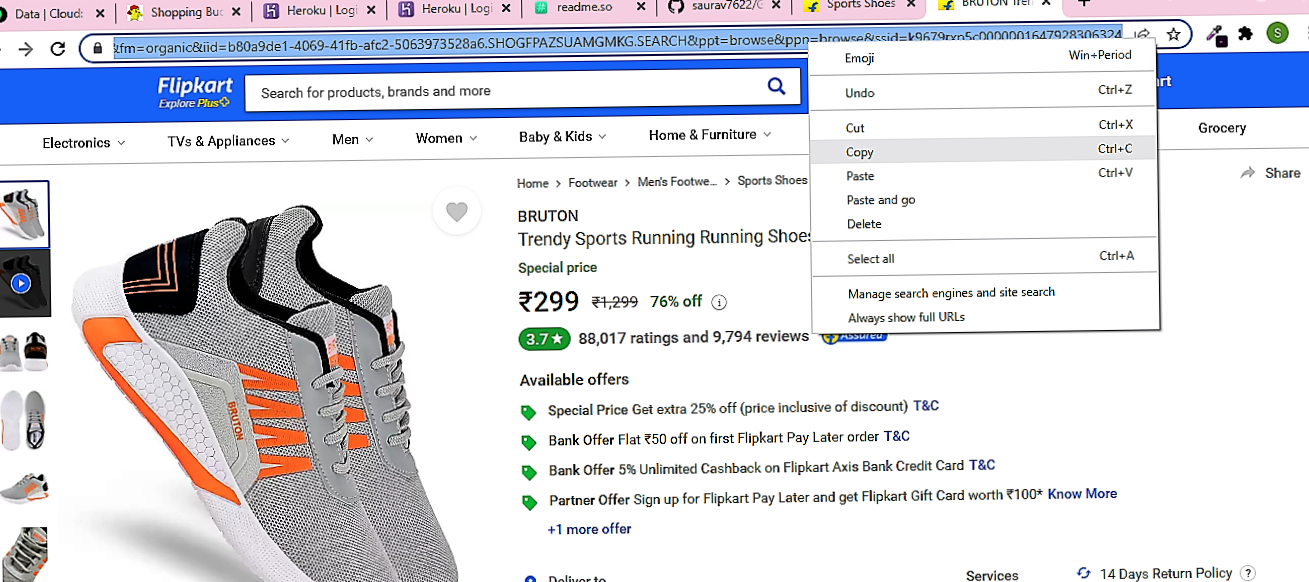 Data | Cloud:
Shopping Bud
Heroku | Logi
Heroku | Logi
readme.so
saurav7622/G
Sports Shoes
BRUTON Tren
&fm=organic&iid=b80a9de1-4069-41fb-afc2-5063973528a6.SHOGFPAZSUAMGMKG.SEARCH&ppt=browse&ppn=browse&ssid=k9679rxp5c0000001647928306324
S
Flipkart
Explore Plus
Search for products, brands and more
Electronics
TVs & Appliances
Men
Women
Baby & Kids
Home & Furniture
Grocery
Emoji Win+Period
Undo Ctrl+Z
Cut Ctrl+X
Copy Ctrl+C
Paste Ctrl+V
Paste and go
Delete
Select all Ctrl+A
Manage search engines and site search
Always show full URLs
Share
Home > Footwear > Men's Footwe... > Sports Shoes
BRUTON
Trendy Sports Running Running Shoes
Special price
₹299 ₹1,299 76% off
3.7★ 88,017 ratings and 9,794 reviews Assured
Available offers
Special Price Get extra 25% off (price inclusive of discount) T&C
Bank Offer Flat ₹50 off on first Flipkart Pay Later order T&C
Bank Offer 5% Unlimited Cashback on Flipkart Axis Bank Credit Card T&C
Partner Offer Sign up for Flipkart Pay Later and get Flipkart Gift Card worth ₹100* Know More
+1 more offer
Deliver to
Services
14 Days Return Policy ?
BRUTON